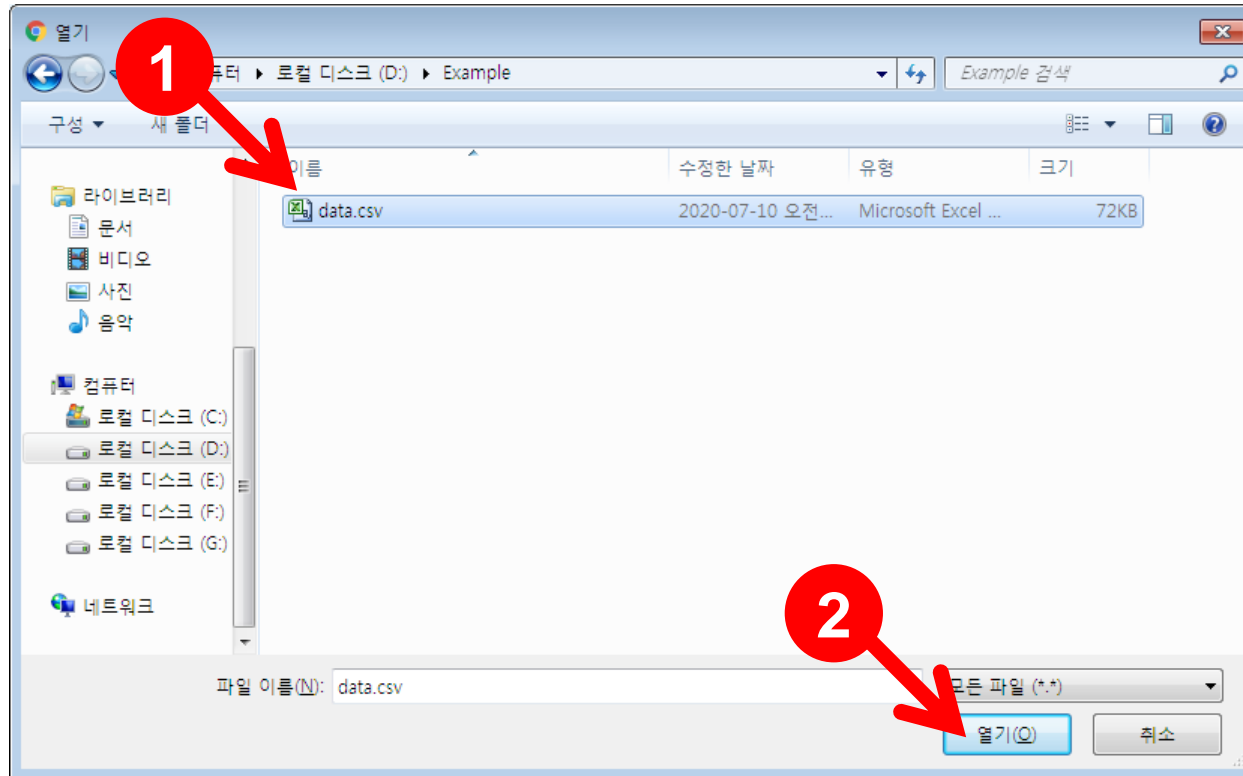 열기
1
퓨터 ▶ 로컬 디스크 (D:) ▶ Example
Example 검색
구성 ▼ 새 폴더
이름 수정한 날짜 유형 크기
data.csv 2020-07-10 오전... Microsoft Excel ... 72KB
라이브러리
문서
비디오
사진
음악
컴퓨터
로컬 디스크 (C:)
로컬 디스크 (D:)
로컬 디스크 (E:)
로컬 디스크 (F:)
로컬 디스크 (G:)
네트워크
2
파일 이름(N): data.csv
모든 파일 (*.*)
열기(O) 취소